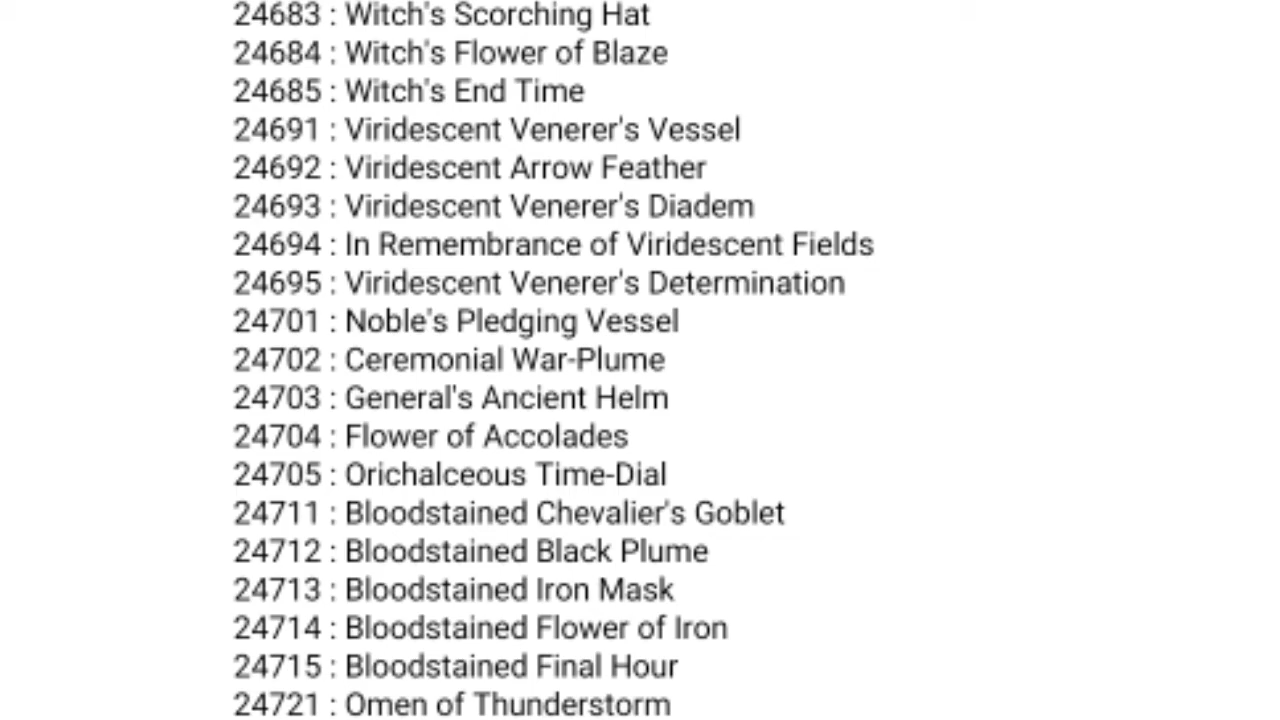 24683 : Witch's Scorching Hat
24684 : Witch's Flower of Blaze
24685 : Witch's End Time
24691 : Viridescent Venerer's Vessel
24692 : Viridescent Arrow Feather
24693 : Viridescent Venerer's Diadem
24694 : In Remembrance of Viridescent Fields
24695 : Viridescent Venerer's Determination
24701 : Noble's Pledging Vessel
24702 : Ceremonial War-Plume
24703 : General's Ancient Helm
24704 : Flower of Accolades
24705 : Orichalceous Time-Dial
24711 : Bloodstained Chevalier's Goblet
24712 : Bloodstained Black Plume
24713 : Bloodstained Iron Mask
24714 : Bloodstained Flower of Iron
24715 : Bloodstained Final Hour
24721 : Omen of Thunderstorm